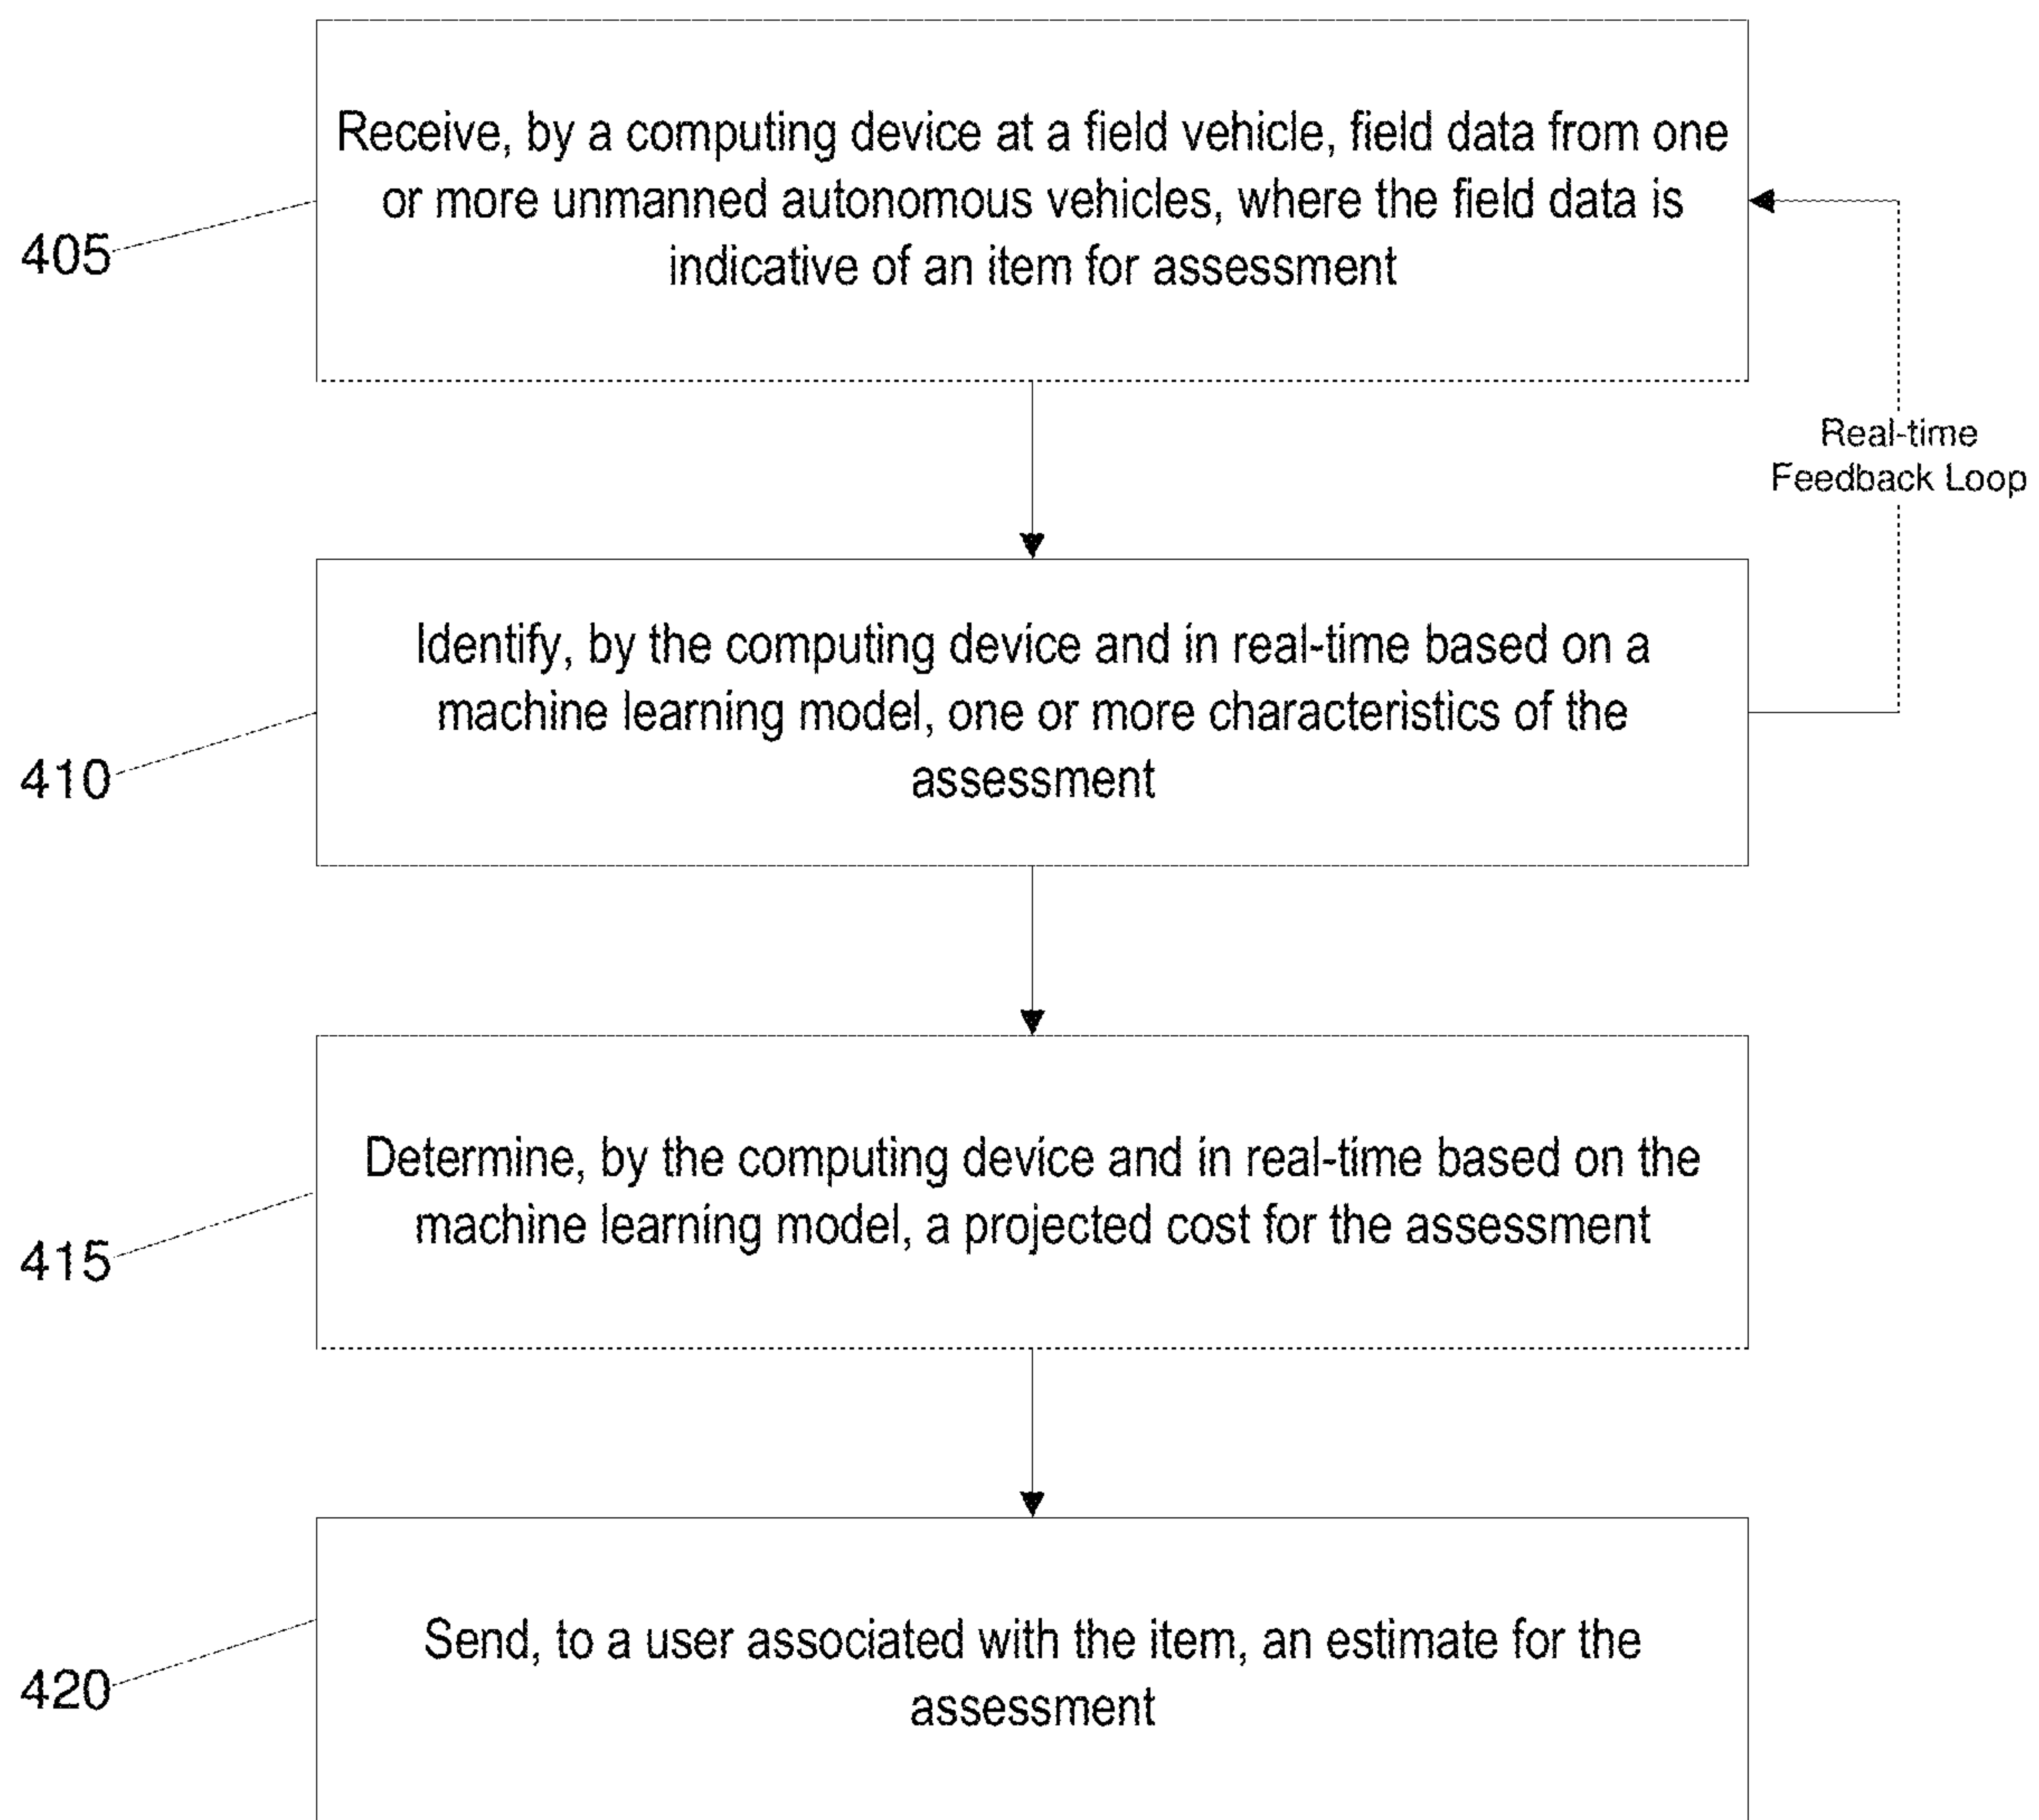 Receive, by a computing device at a field vehicle, field data from one
or more unmanned autonomous vehicles, where the field data is
indicative of an item for assessment
405
Real-time
Feedback Loop
Identify, by the computing device and in real-time based on a
machine learning model, one or more characteristics of the
assessment
410
Determine, by the computing device and in real-time based on the
machine learning model, a projected cost for the assessment
415
Send, to a user associated with the item, an estimate for the
assessment
420